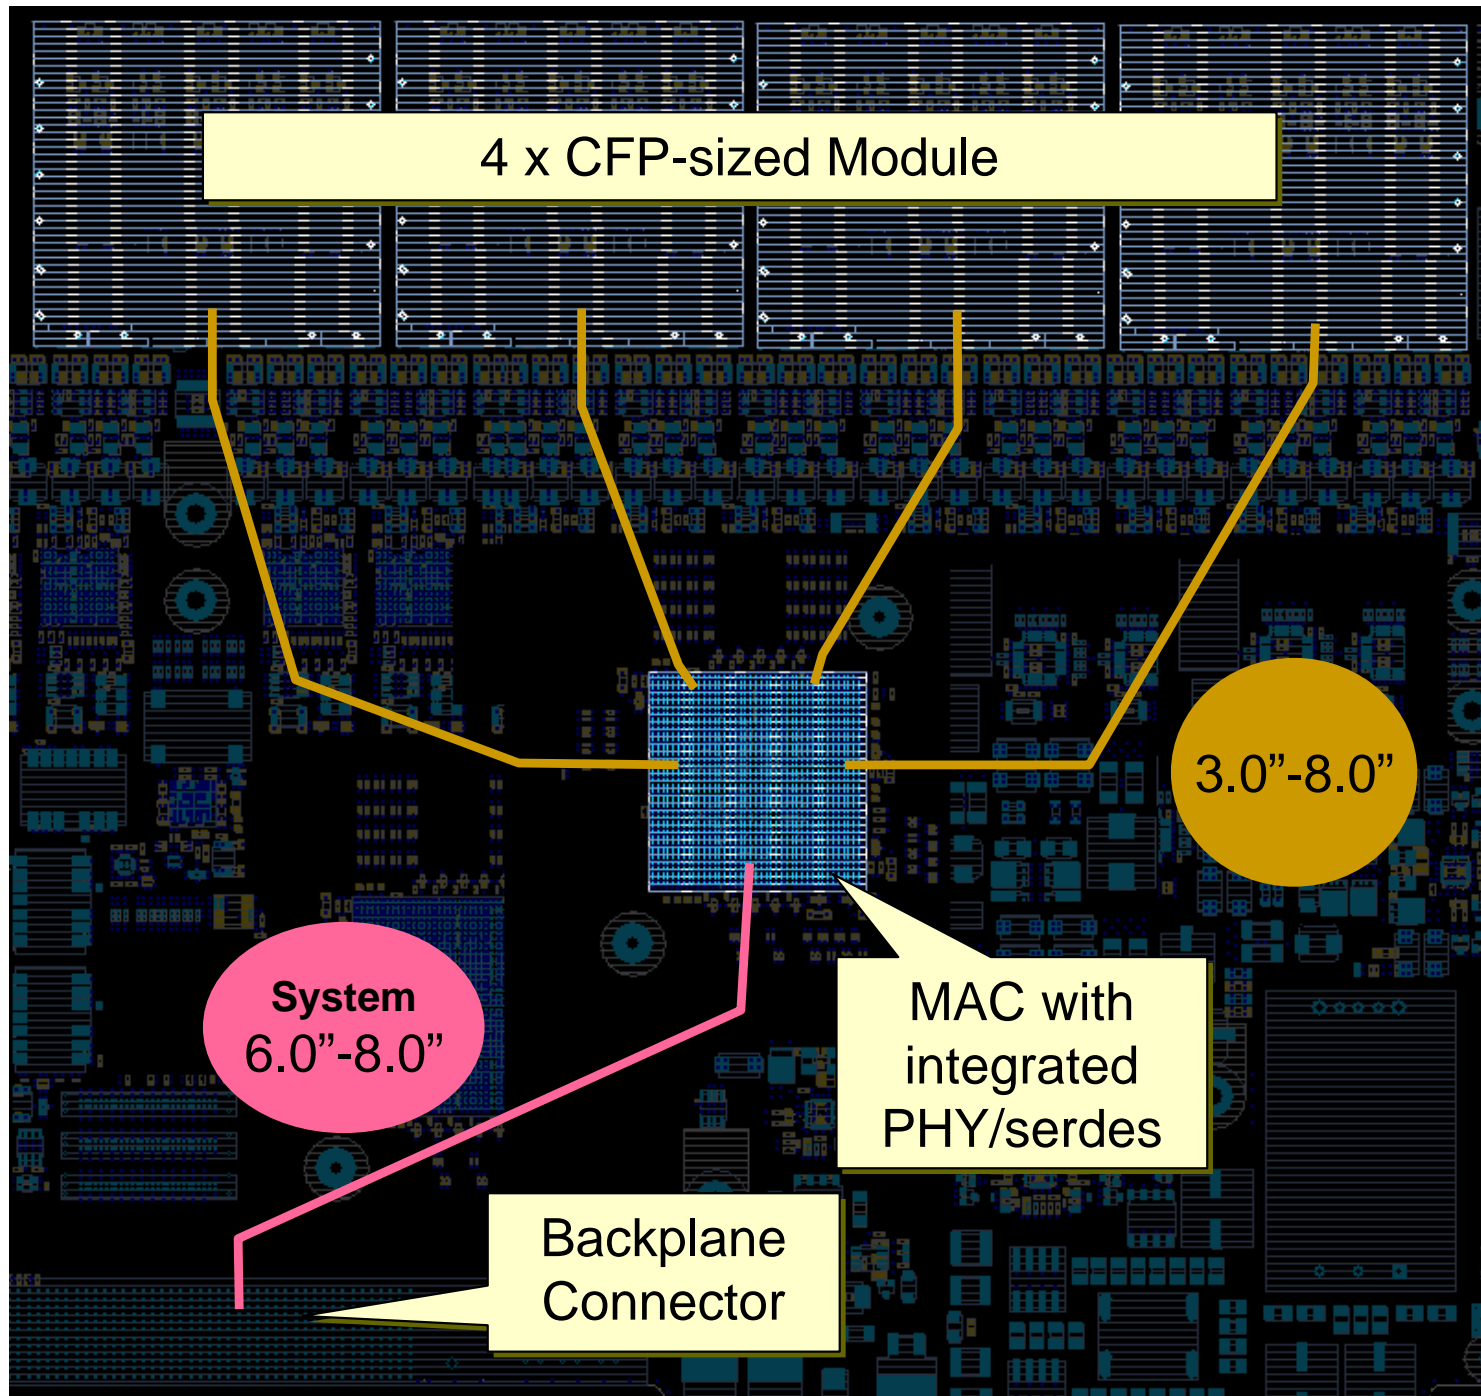 4 x CFP-sized Module
3.0”-8.0”
System
6.0”-8.0”
MAC with
integrated
PHY/serdes
Backplane
Connector